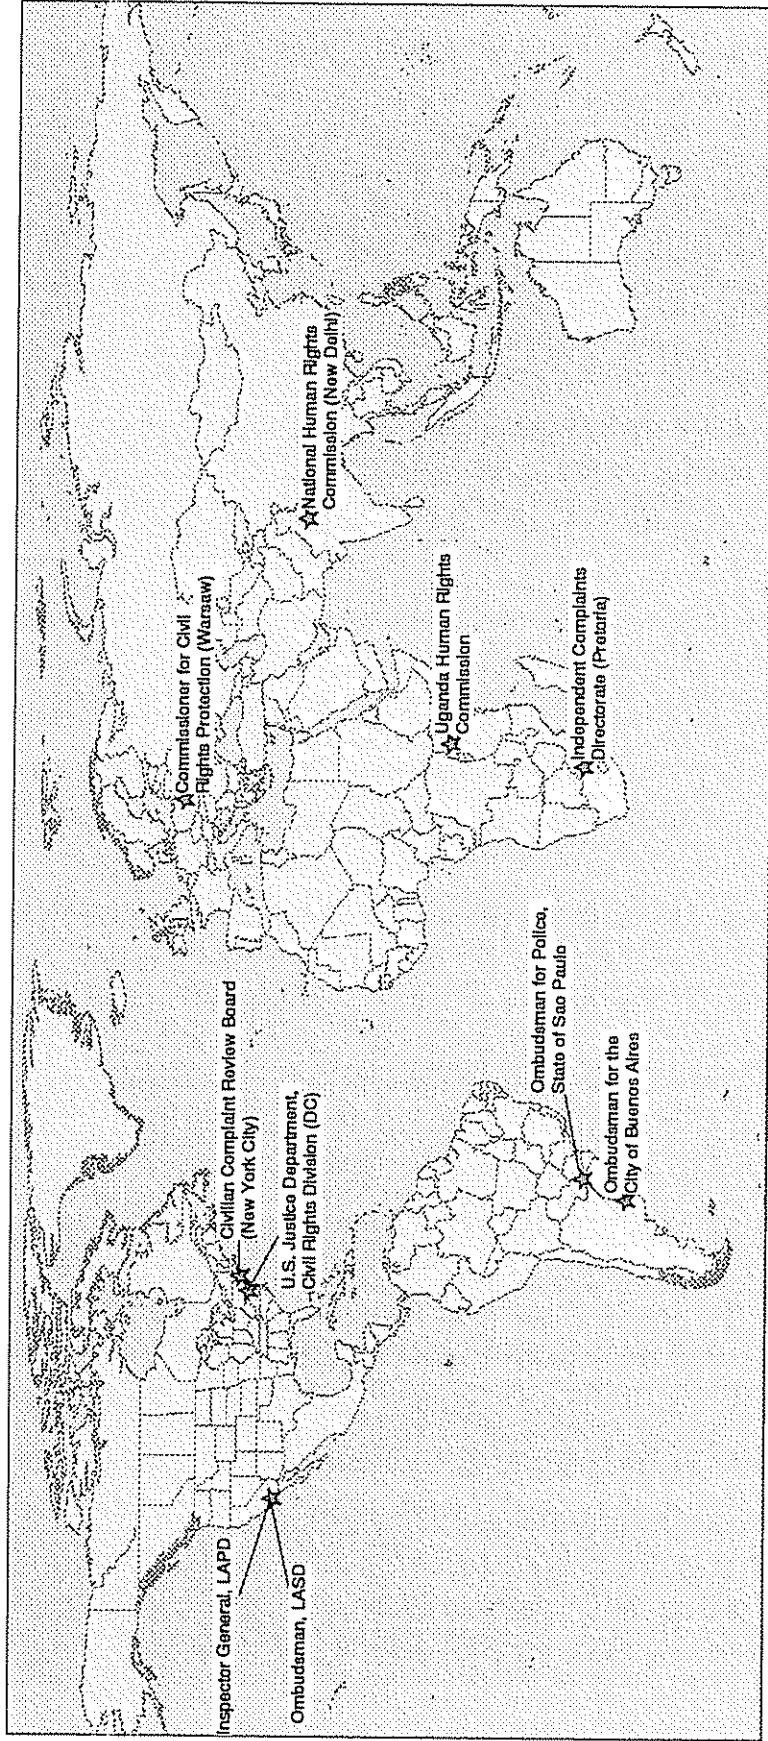 Inspector General, LAPD
Ombudsman, LASD
Civilian Complaint Review Board
(New York City)
U.S. Justice Department,
Civil Rights Division (DC)
Ombudsman for Police,
State of Sao Paulo
Ombudsman for the
City of Buenos Aires
Commissioner for Civil
Rights Protection (Warsaw)
Uganda Human Rights
Commission
Independent Complaints
Directorate (Pretoria)
National Human Rights
Commission (New Delhi)